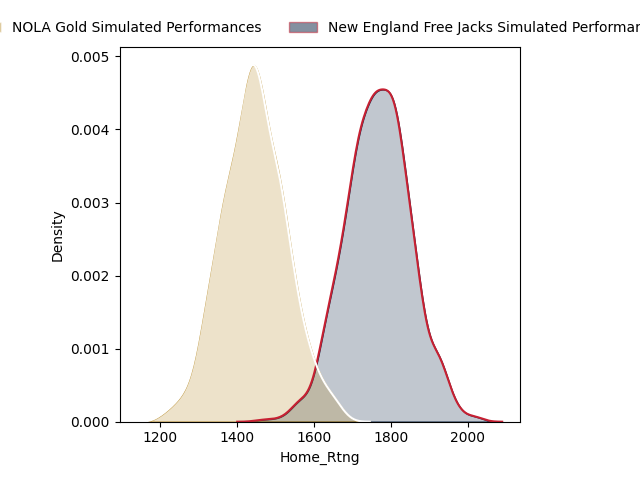 NOLA Gold Simulated Performances
New England Free Jacks Simulated
0.005
0.004
0.003
0.002
0.001
0.000
Density
1200 1400 1600 1800 2000
Home_Rtng